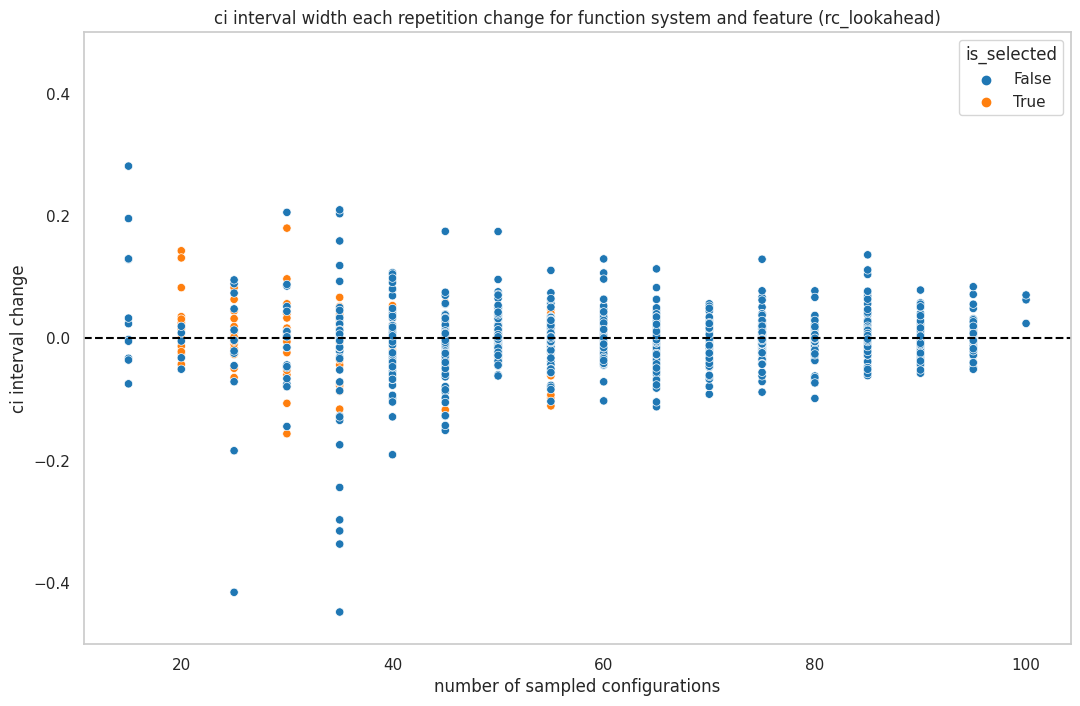 ci interval width each repetition change for function system and feature (rc_lookahead)
is_selected
False
True
ci interval change
0.4
0.2
0.0
−0.2
−0.4
20
40
60
80
100
number of sampled configurations